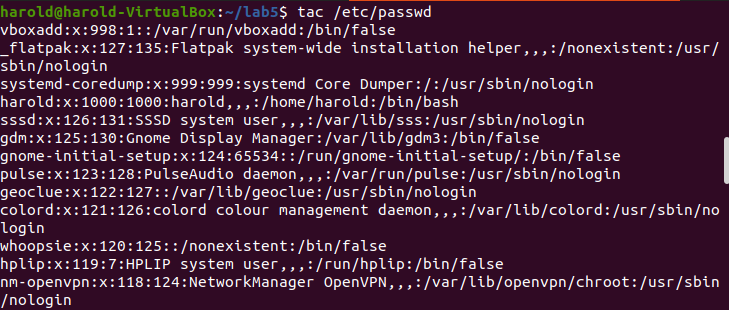 harold@harold-VirtualBox:~/lab5$ tac /etc/passwd
vboxadd:x:998:1::/var/run/vboxadd:/bin/false
_flatpak:x:127:135:Flatpak system-wide installation helper,,,:/nonexistent:/usr/
sbin/nologin
systemd-coredump:x:999:999:systemd Core Dumper:/:/usr/sbin/nologin
harold:x:1000:1000:harold,,,:/home/harold:/bin/bash
sssd:x:126:131:SSSD system user,,,:/var/lib/sss:/usr/sbin/nologin
gdm:x:125:130:Gnome Display Manager:/var/lib/gdm3:/bin/false
gnome-initial-setup:x:124:65534::/run/gnome-initial-setup/:/bin/false
pulse:x:123:128:PulseAudio daemon,,,:/var/run/pulse:/usr/sbin/nologin
geoclue:x:122:127::/var/lib/geoclue:/usr/sbin/nologin
colord:x:121:126:colord colour management daemon,,,:/var/lib/colord:/usr/sbin/no
login
whoopsie:x:120:125::/nonexistent:/bin/false
hplip:x:119:7:HPLIP system user,,,:/run/hplip:/bin/false
nm-openvpn:x:118:124:NetworkManager OpenVPN,,,:/var/lib/openvpn/chroot:/usr/sbin
/nologin